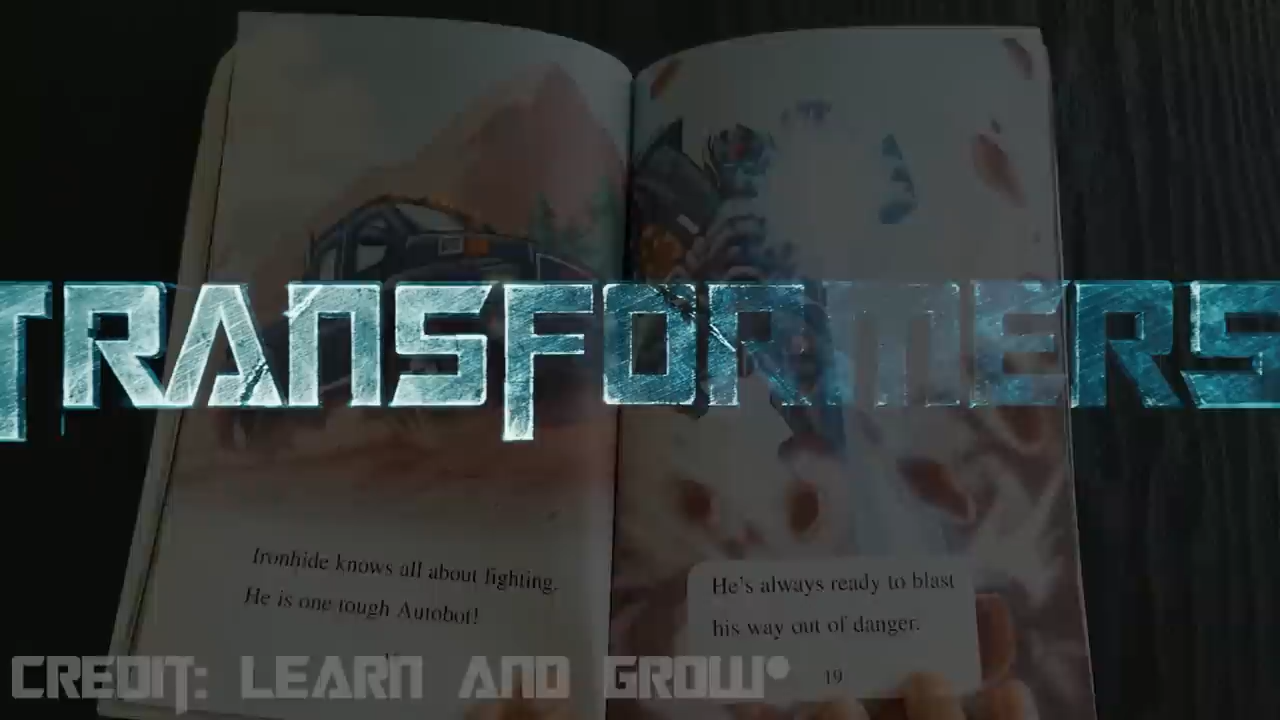 TRANSFORMERS
Ironhide knows all about fighting.
He is one tough Autobot!
He's always ready to blast
his way out of danger.
19
CREDIT: LEARN AND GROW